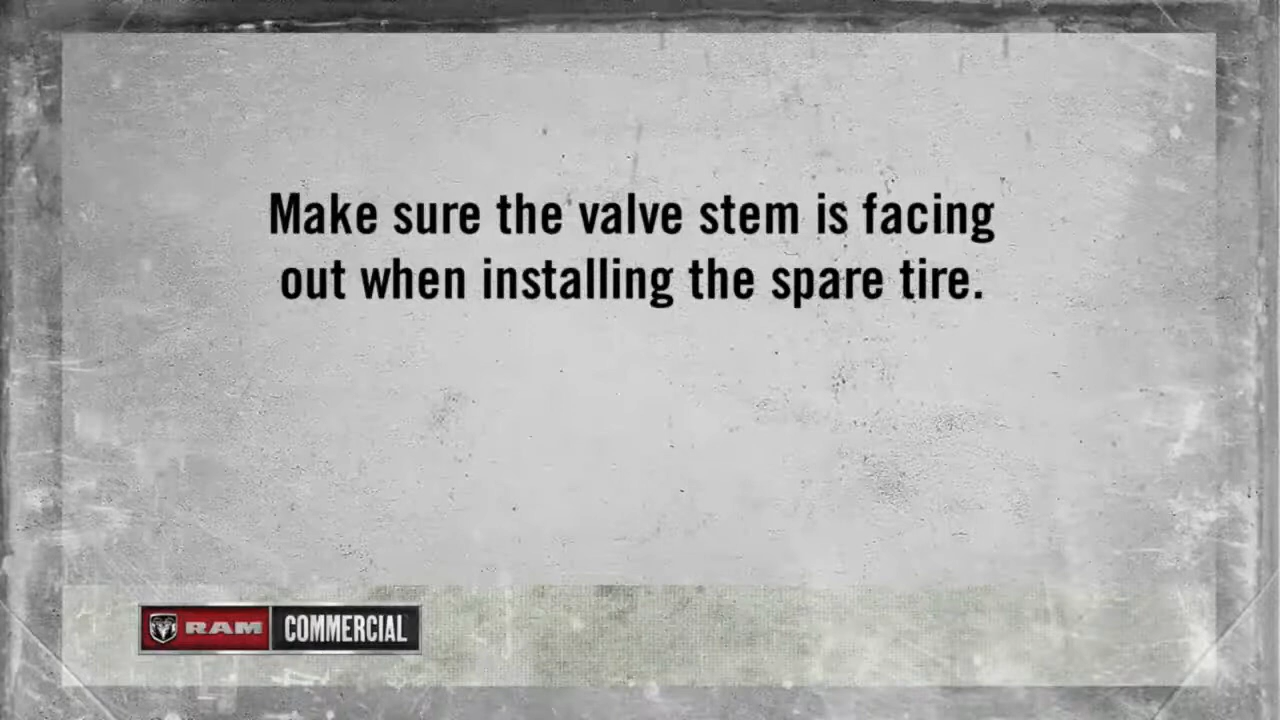 Make sure the valve stem is facing
out when installing the spare tire.
RAM COMMERCIAL